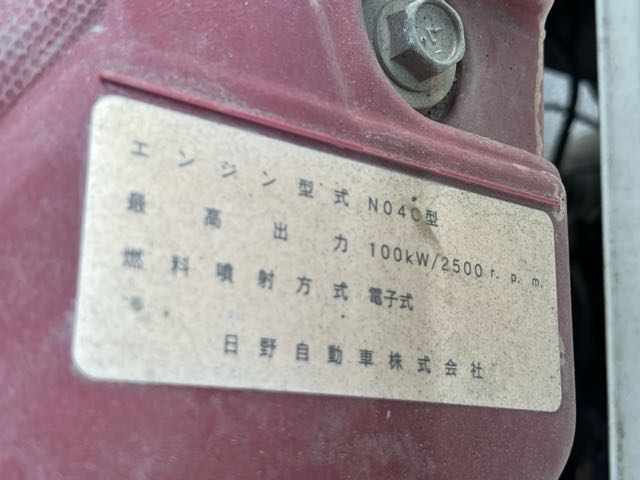 エンジン型式 N04C型
最高出力 100kW/2500r.p.m.
燃料噴射方式 電子式
日野自動車株式会社